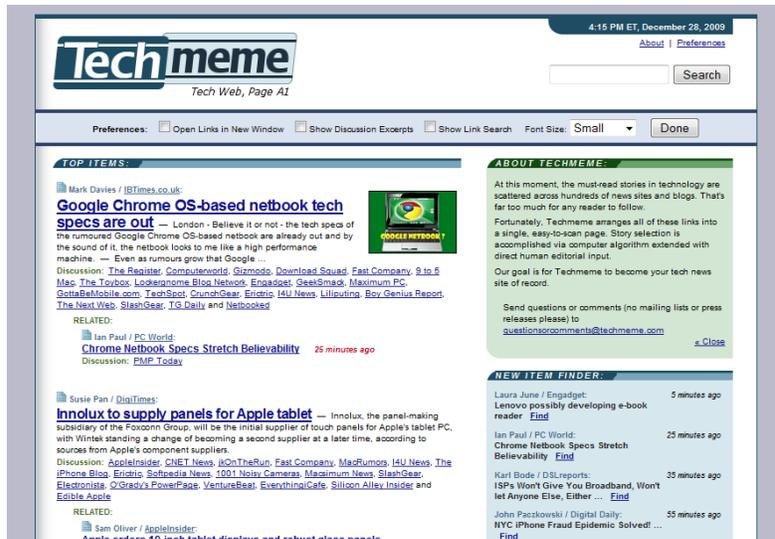 4:15 PM ET, December 28, 2009
About | Preferences
Techmeme
Tech Web, Page A1
Search
Preferences: Open Links in New Window Show Discussion Excerpts Show Link Search Font Size: Small Done
TOP ITEMS:
Mark Davies / IBTimes.co.uk:
Google Chrome OS-based netbook tech
specs are out — London - Believe it or not - the tech specs of
the rumoured Google Chrome OS-based netbook are already out and by
the sound of it, the netbook looks to me like a high performance
machine. — Even as rumours grow that Google ...
GOOGLE NETBOOK ?
Discussion: The Register, Computerworld, Gizmodo, Download Squad, Fast Company, 9 to 5
Mac, The Toybox, Lockergnome Blog Network, Engadget, GeekSmack, Maximum PC,
GottaBeMobile.com, TechSpot, CrunchGear, Erictric, I4U News, Liliputing, Boy Genius Report,
The Next Web, SlashGear, TG Daily and Netbooked
RELATED:
Ian Paul / PC World:
Chrome Netbook Specs Stretch Believability 25 minutes ago
Discussion: PMP Today
Susie Pan / DigiTimes:
Innolux to supply panels for Apple tablet — Innolux, the panel-making
subsidiary of the Foxconn Group, will be the initial supplier of touch panels for Apple's tablet PC,
with Wintek standing a change of becoming a second supplier at a later time, according to
sources from Apple's component suppliers.
Discussion: AppleInsider, CNET News, jkOnTheRun, Fast Company, MacRumors, I4U News, The
iPhone Blog, Erictric, Softpedia News, 1001 Noisy Cameras, Macsimum News, SlashGear,
Electronista, O'Grady's PowerPage, VentureBeat, EverythingiCafe, Silicon Alley Insider and
Edible Apple
RELATED:
Sam Oliver / AppleInsider:
Apple orders 10-inch tablet displays and robust glass panels
ABOUT TECHMEME:
At this moment, the must-read stories in technology are
scattered across hundreds of news sites and blogs. That's
far too much for any reader to follow.
Fortunately, Techmeme arranges all of these links into
a single, easy-to-scan page. Story selection is
accomplished via computer algorithm extended with
direct human editorial input.
Our goal is for Techmeme to become your tech news
site of record.
Send questions or comments (no mailing lists or press
releases please) to
questionsorcomments@techmeme.com
« Close
NEW ITEM FINDER:
Laura June / Engadget: 5 minutes ago
Lenovo possibly developing e-book
reader Find
Ian Paul / PC World: 25 minutes ago
Chrome Netbook Specs Stretch
Believability Find
Karl Bode / DSLreports: 35 minutes ago
ISPs Won't Give You Broadband, Won't
let Anyone Else, Either ... Find
John Paczkowski / Digital Daily: 55 minutes ago
NYC iPhone Fraud Epidemic Solved! ...
Find